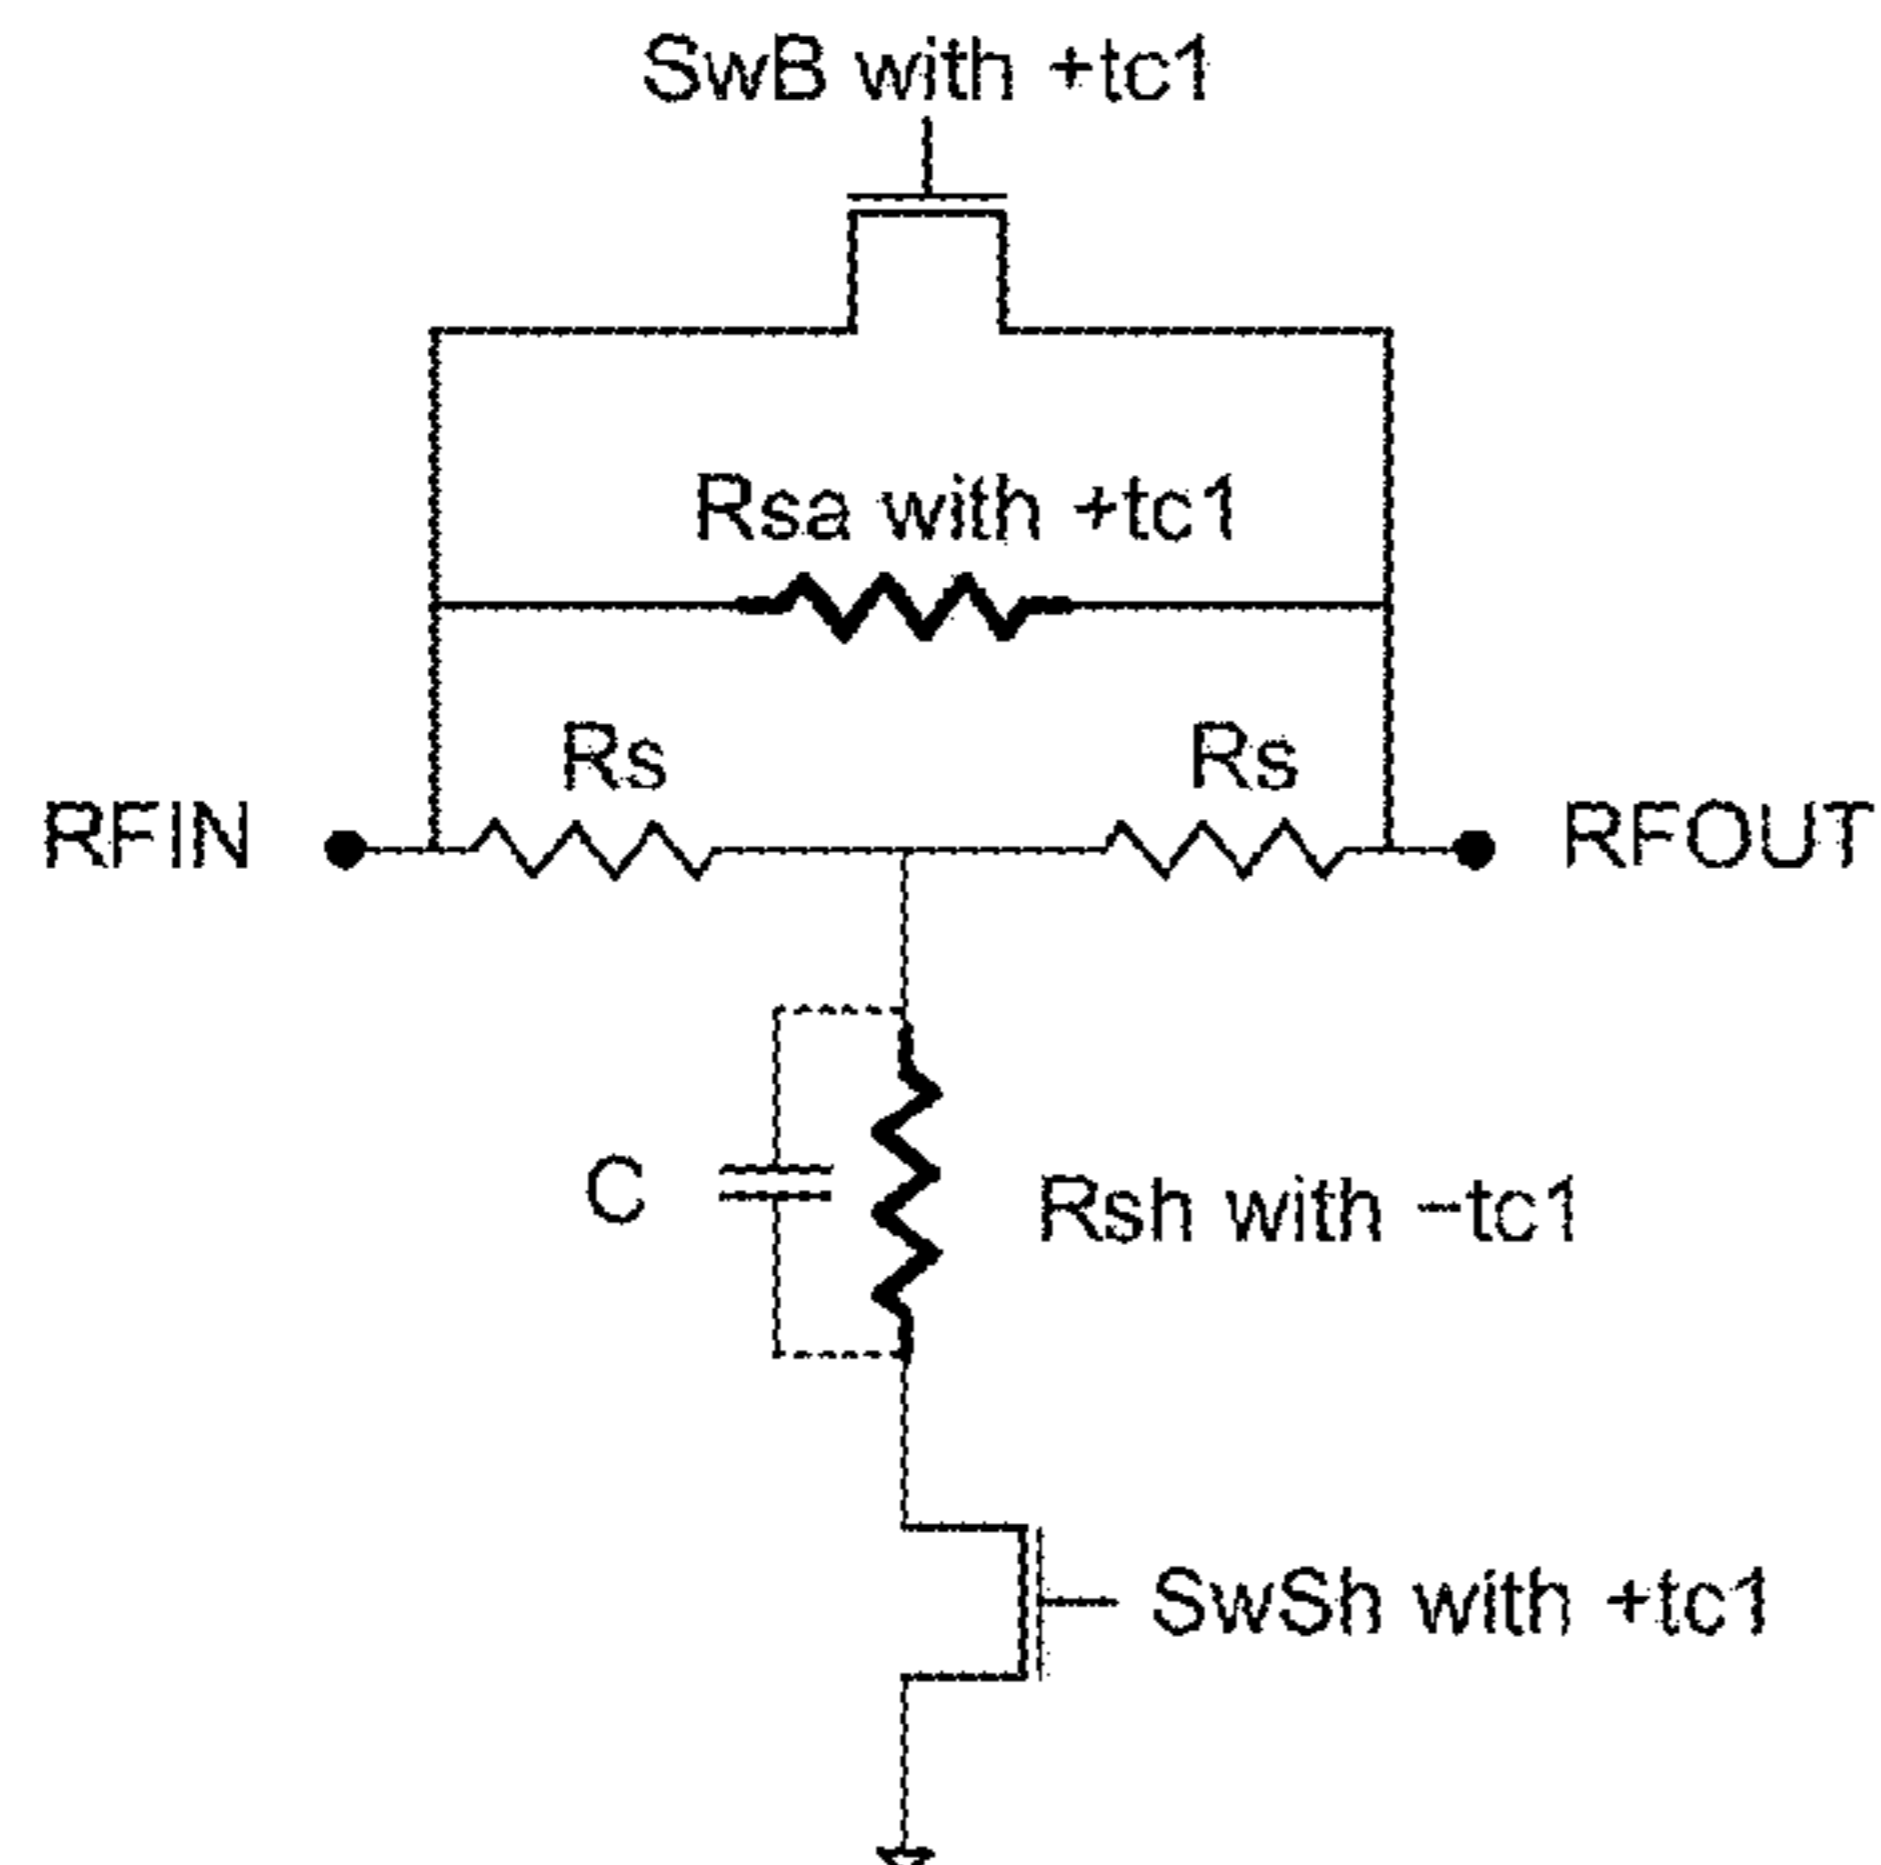 SwB with +tc1
Rsa with +tc1
Rs
Rs
RFIN
RFOUT
C
Rsh with −tc1
SwSh with +tc1